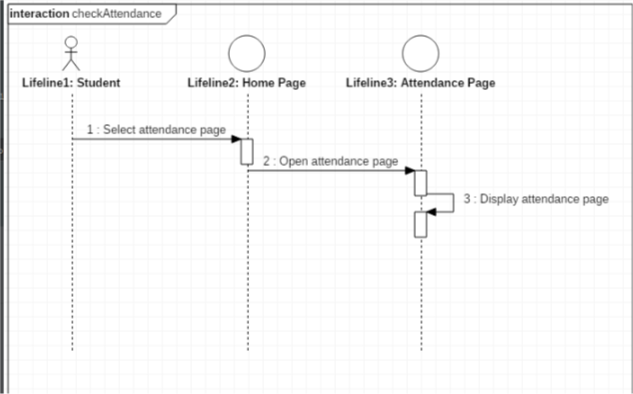 interaction checkAttendance
Lifeline1: Student
Lifeline2: Home Page
Lifeline3: Attendance Page
1 : Select attendance page
2 : Open attendance page
3 : Display attendance page